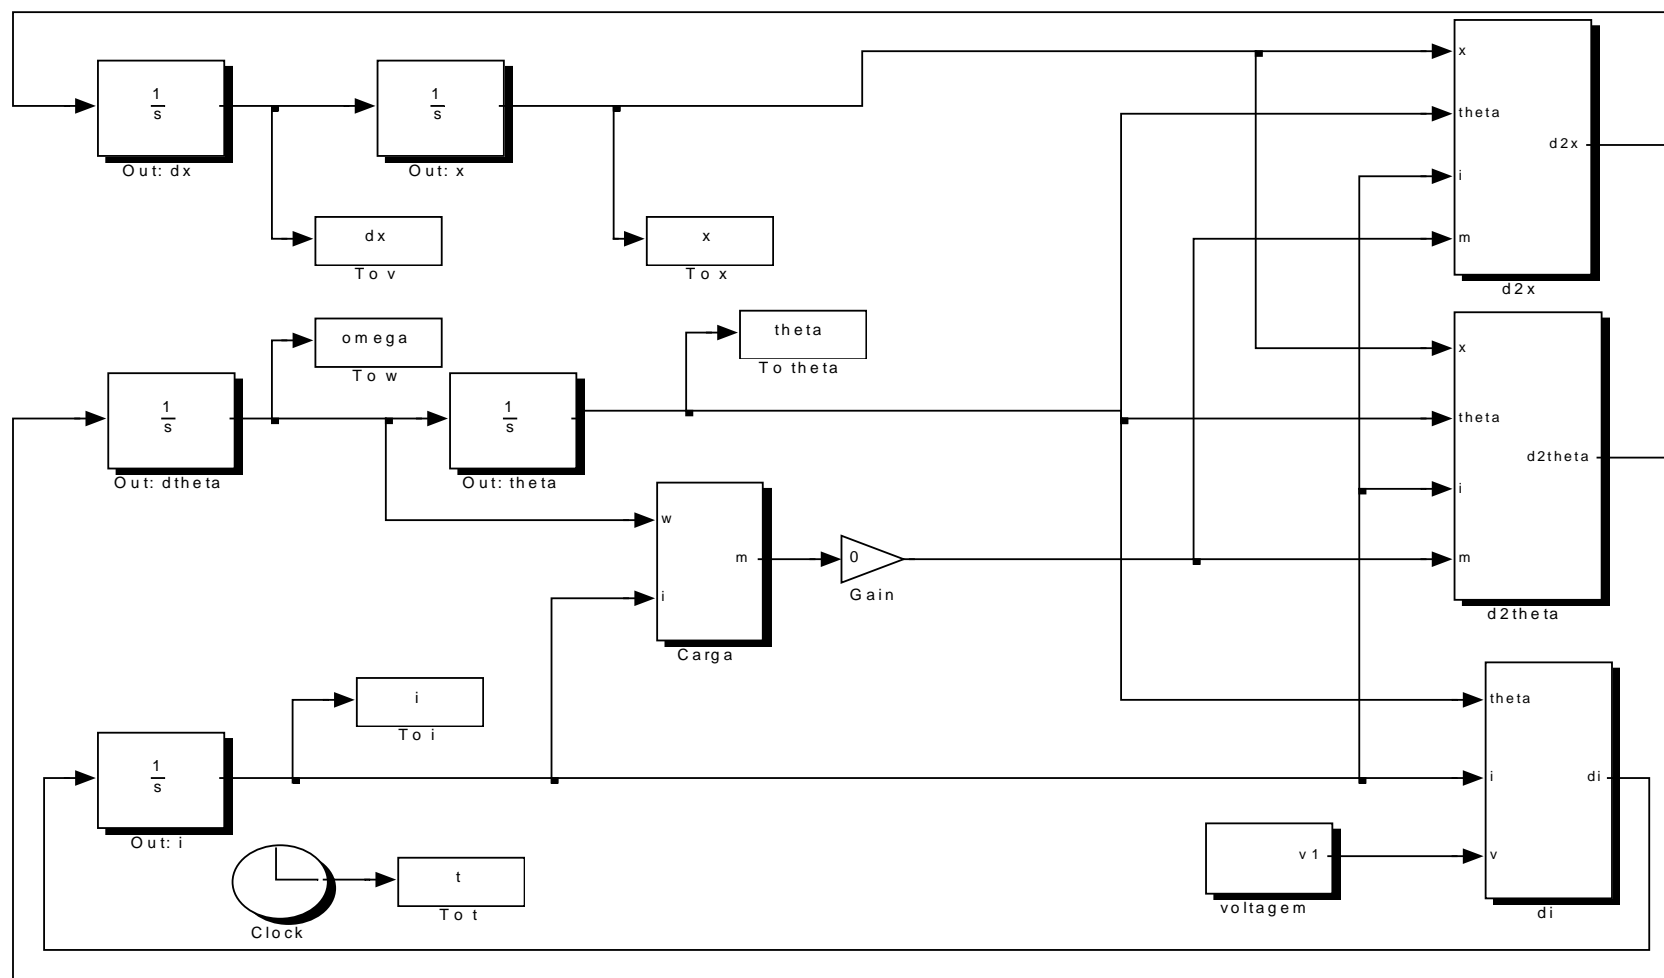 x
1
s
1
s
theta
d2x
Out: dx
Out: x
i
dx
x
m
To v
To x
d2x
omega
theta
x
To w
To theta
1
s
1
s
theta
d2theta
Out: dtheta
Out: theta
i
w
m
0
m
i
Gain
d2theta
Carga
i
theta
To i
1
s
i
di
Out: i
v1
v
t
voltagem
di
To t
Clock